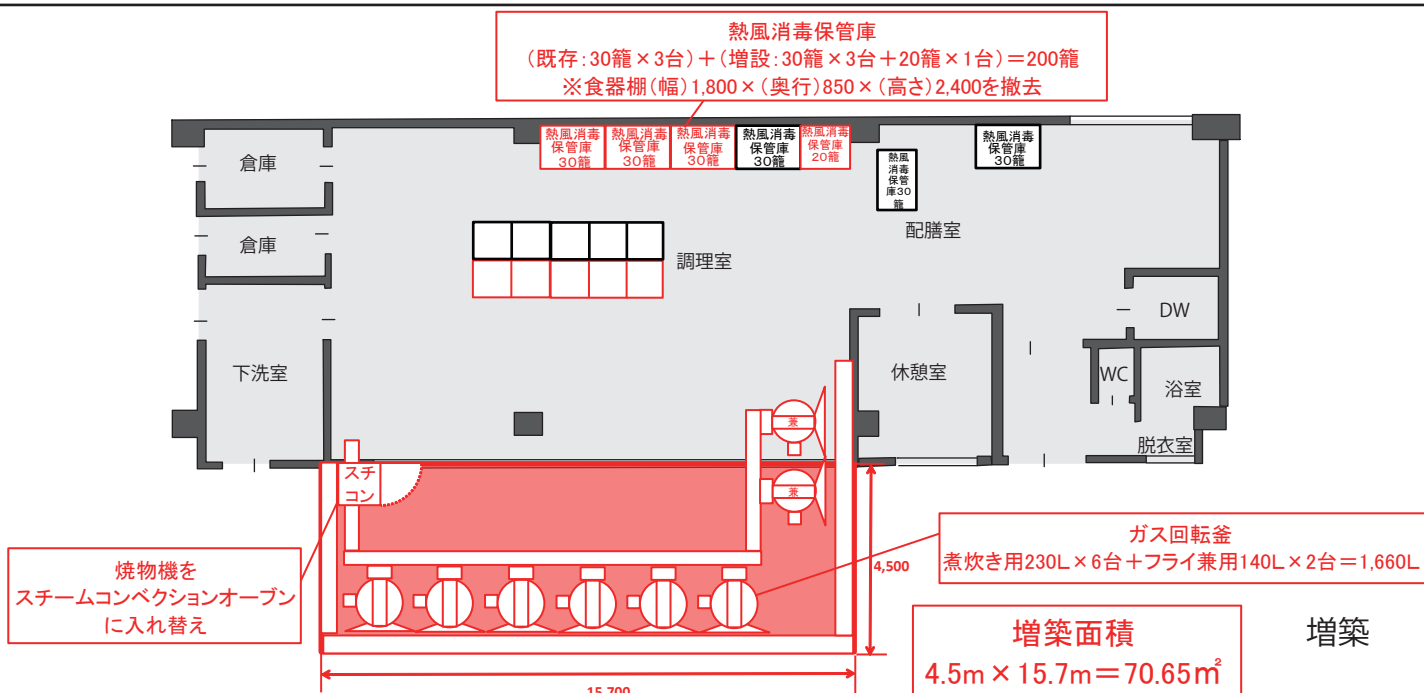 熱風消毒保管庫
(既存:30籠×3台)+(増設:30籠×3台+20籠×1台)=200籠
※食器棚(幅)1,800×(奥行)850×(高さ)2,400を撤去
熱風消毒
保管庫
30籠
熱風消毒
保管庫
30籠
熱風消毒
保管庫
30籠
熱風消毒
保管庫
30籠
熱風消毒
保管庫
20籠
熱風
消毒
保管
庫30
籠
熱風消毒
保管庫
30籠
倉庫
倉庫
下洗室
調理室
配膳室
休憩室
DW
WC
浴室
脱衣室
兼
兼
スチ
コン
焼物機を
スチームコンベクションオーブン
に入れ替え
ガス回転釜
煮炊き用230L×6台+フライ兼用140L×2台=1,660L
4,500
15,700
増築面積
4.5m×15.7m=70.65㎡
増築